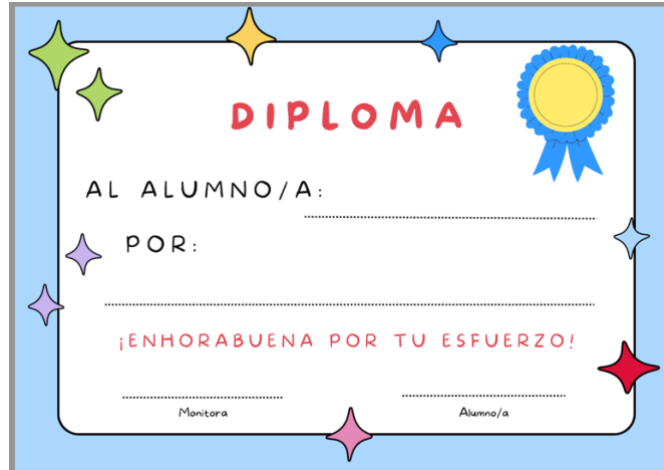 DIPLOMA
AL ALUMNO/A:
POR:
¡ENHORABUENA POR TU ESFUERZO!
Monitora Alumno/a